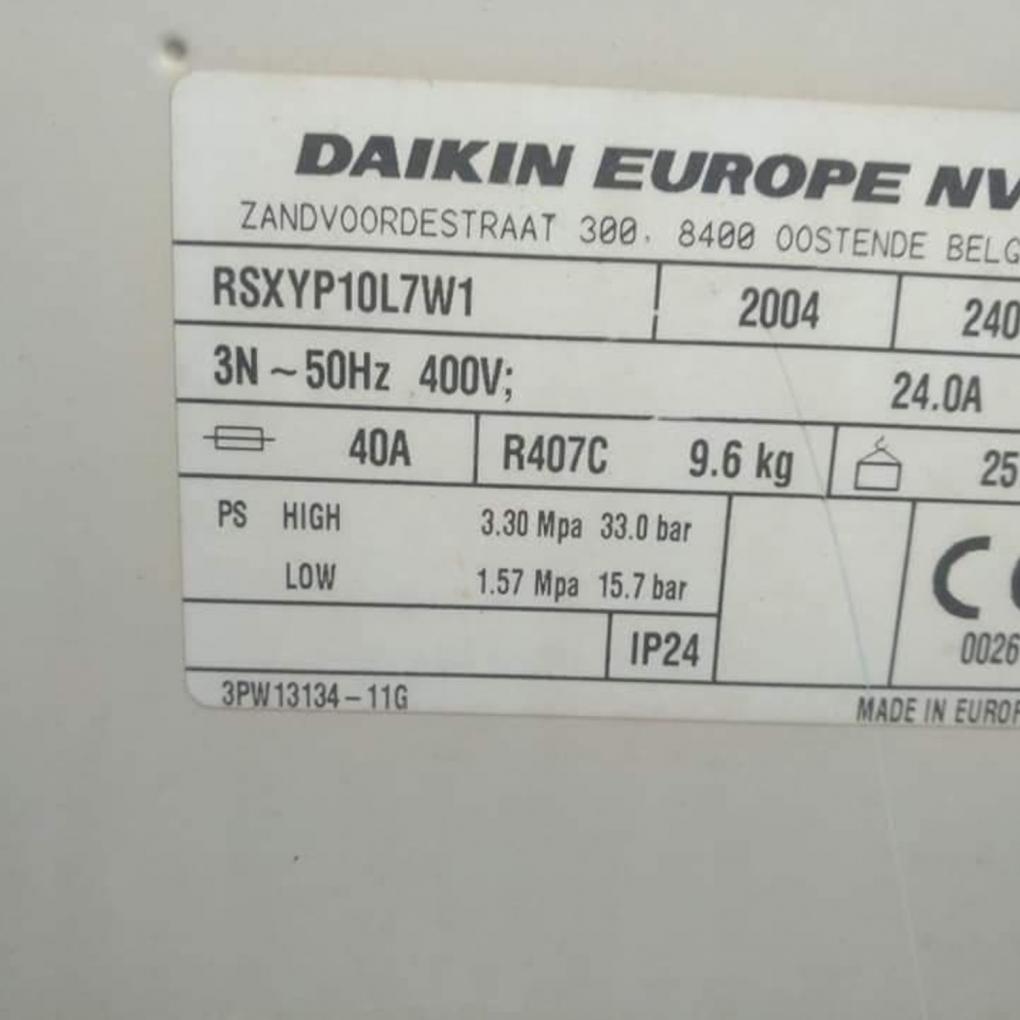 DAIKIN EUROPE NV
ZANDVOORDESTRAAT 300. 8400 OOSTENDE BELG
RSXYP10L7W1 2004 240
3N ~ 50Hz 400V; 24.0A
40A R407C 9.6 kg 25
PS HIGH 3.30 Mpa 33.0 bar
LOW 1.57 Mpa 15.7 bar
CE
0026
IP24
3PW13134-11G
MADE IN EUROP